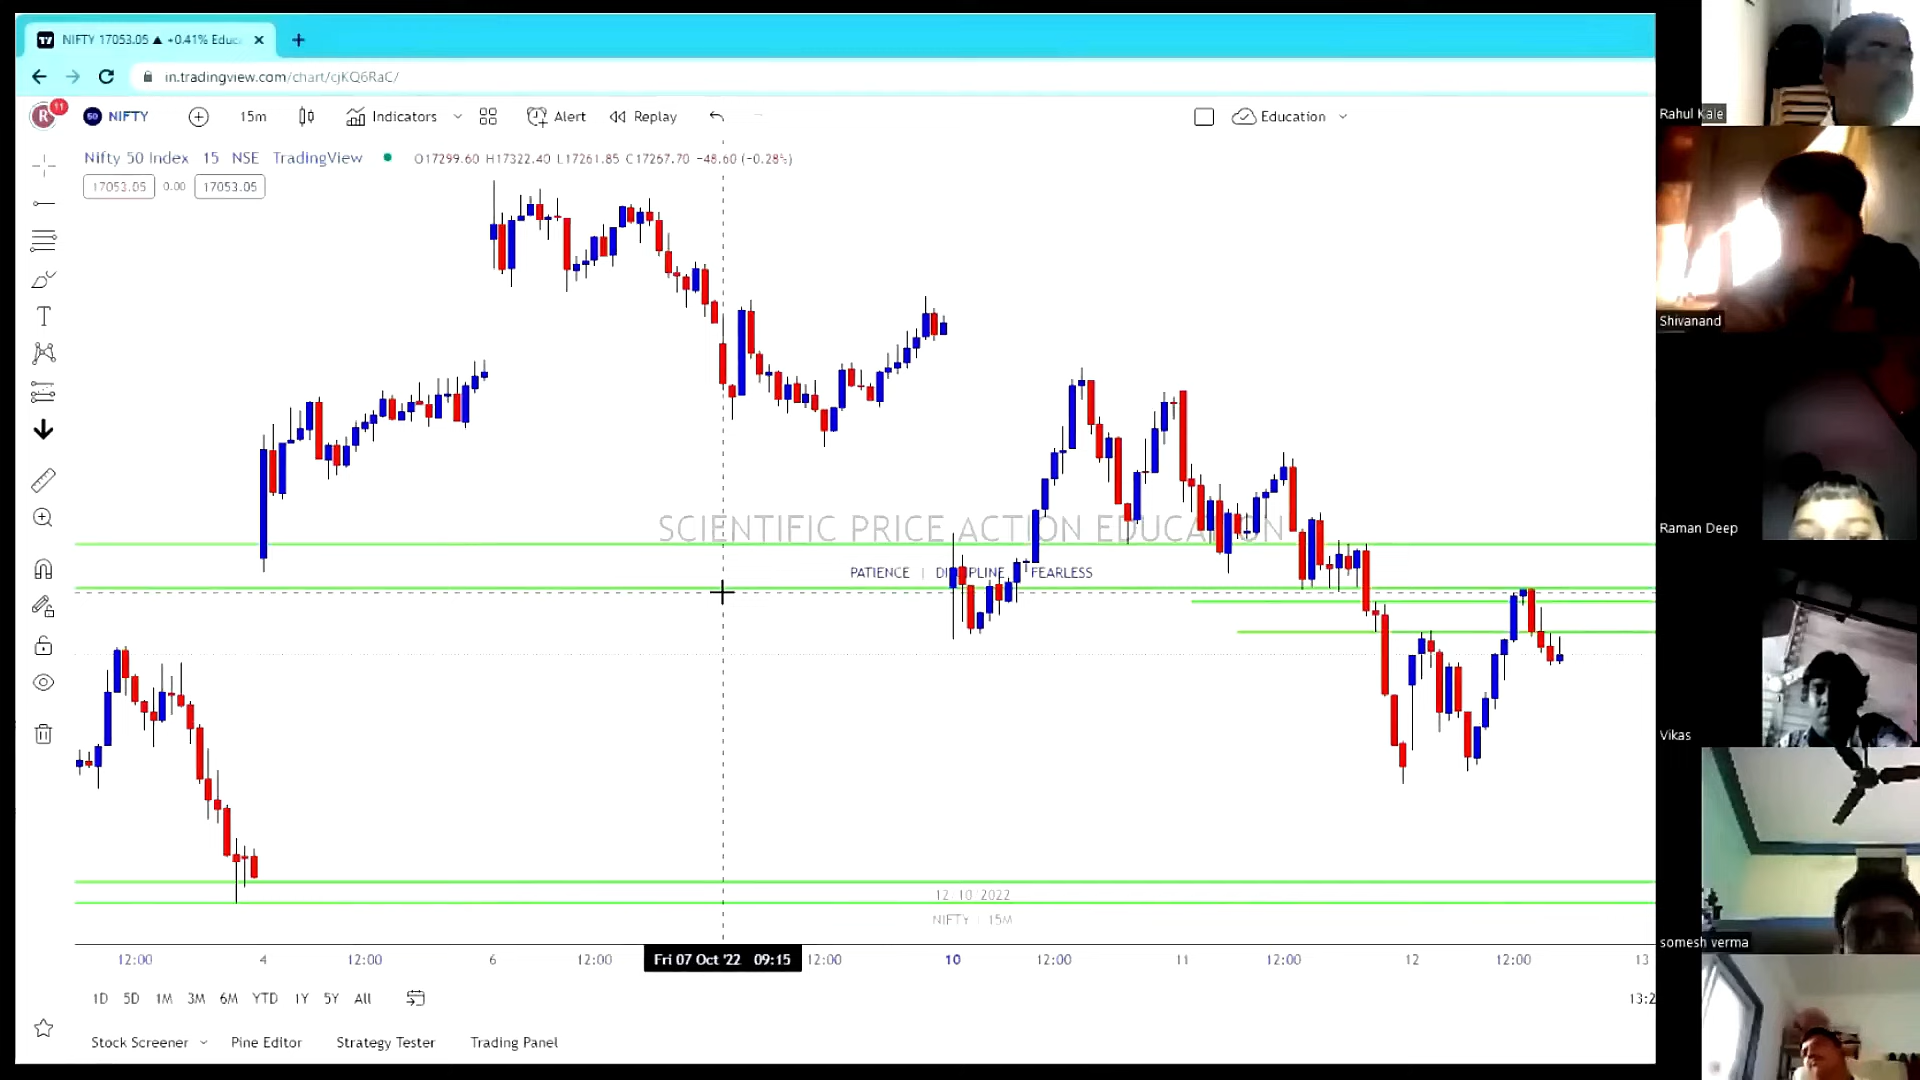 NIFTY 17053.05 ▲ +0.41% Educ
in.tradingview.com/chart/cjKQ6RaC/
R 11 50 NIFTY 15m Indicators Alert Replay Education
Nifty 50 Index 15 NSE TradingView O17299.60 H17322.40 L17261.85 C17267.70 −48.60 (−0.28%)
17053.05 0.00 17053.05
SCIENTIFIC PRICE ACTION EDUCATION
PATIENCE | DISCIPLINE | FEARLESS
12 10 2022
NIFTY | 15M
12:00 4 12:00 6 12:00 Fri 07 Oct '22 09:15 12:00 10 12:00 11 12:00 12 12:00 13
1D 5D 1M 3M 6M YTD 1Y 5Y All 13:2
Stock Screener Pine Editor Strategy Tester Trading Panel
Rahul Kale
Shivanand
Raman Deep
Vikas
somesh verma